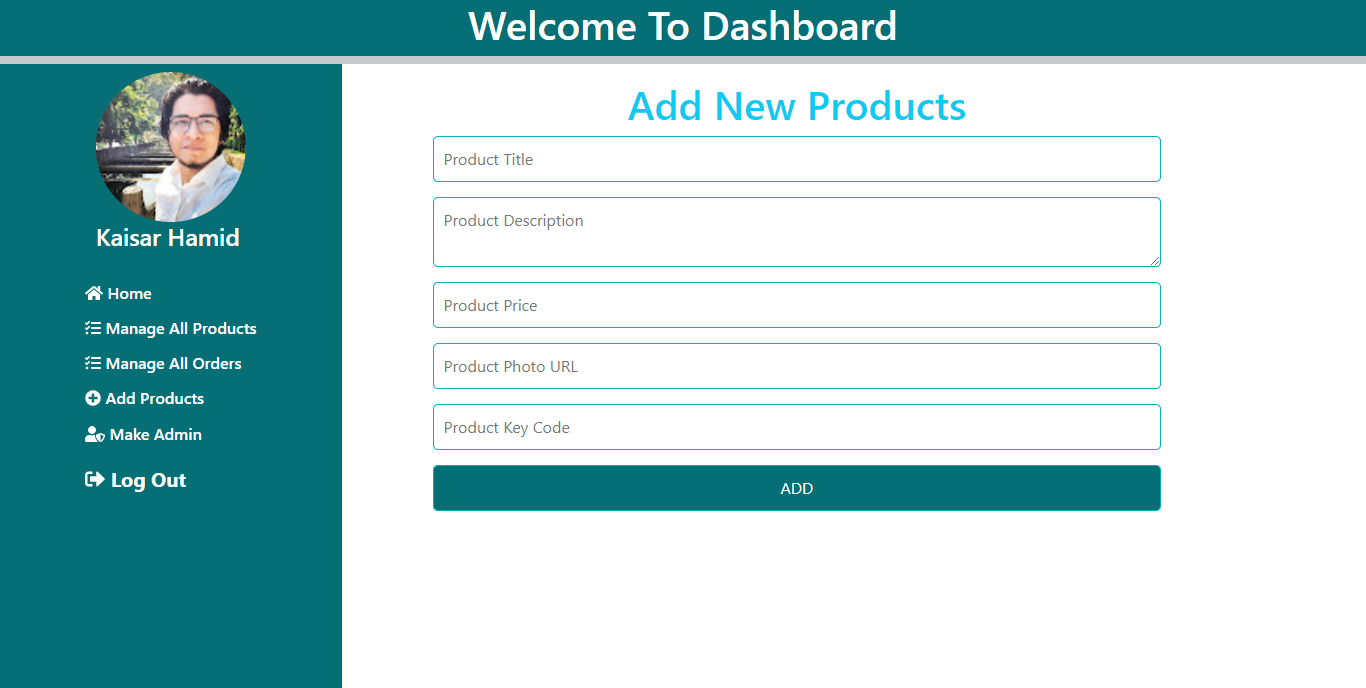 Welcome To Dashboard
Kaisar Hamid
Home
Manage All Products
Manage All Orders
Add Products
Make Admin
Log Out
Add New Products
Product Title
Product Description
Product Price
Product Photo URL
Product Key Code
ADD